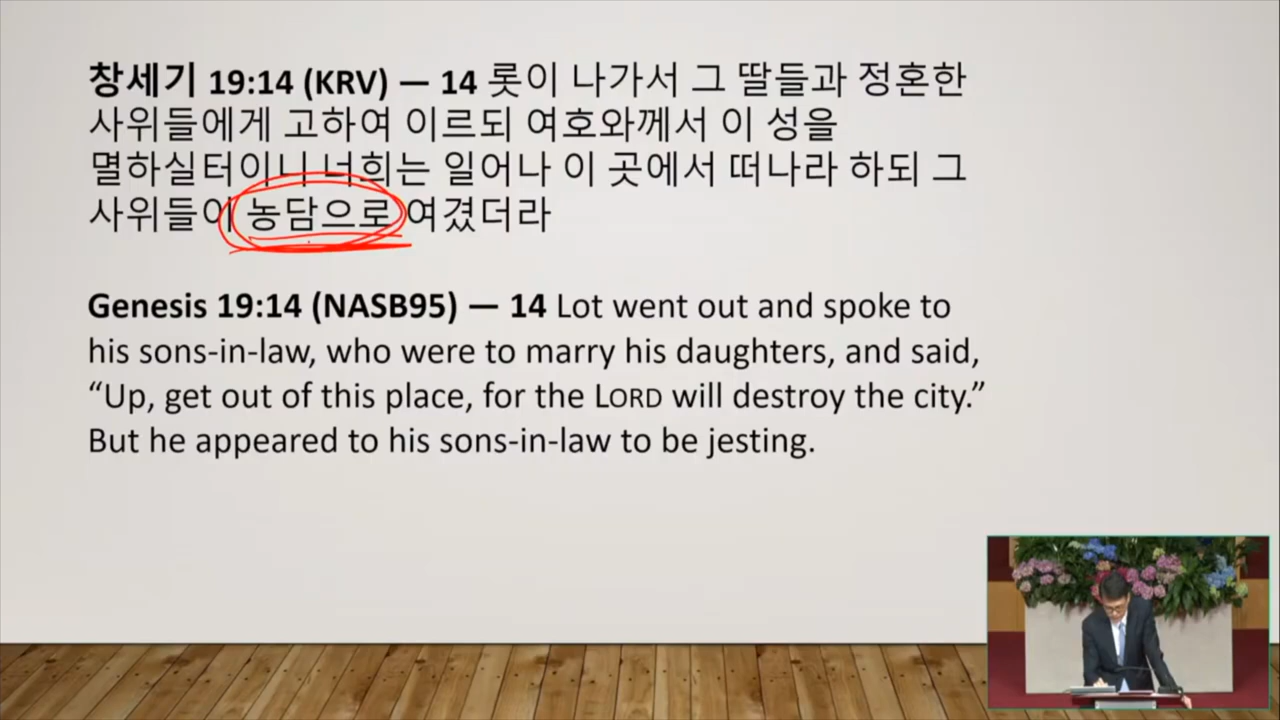 창세기 19:14 (KRV) — 14 롯이 나가서 그 딸들과 정혼한
사위들에게 고하여 이르되 여호와께서 이 성을
멸하실터이니 너희는 일어나 이 곳에서 떠나라 하되 그
사위들이 농담으로 여겼더라
Genesis 19:14 (NASB95) — 14 Lot went out and spoke to
his sons-in-law, who were to marry his daughters, and said,
“Up, get out of this place, for the LORD will destroy the city.”
But he appeared to his sons-in-law to be jesting.